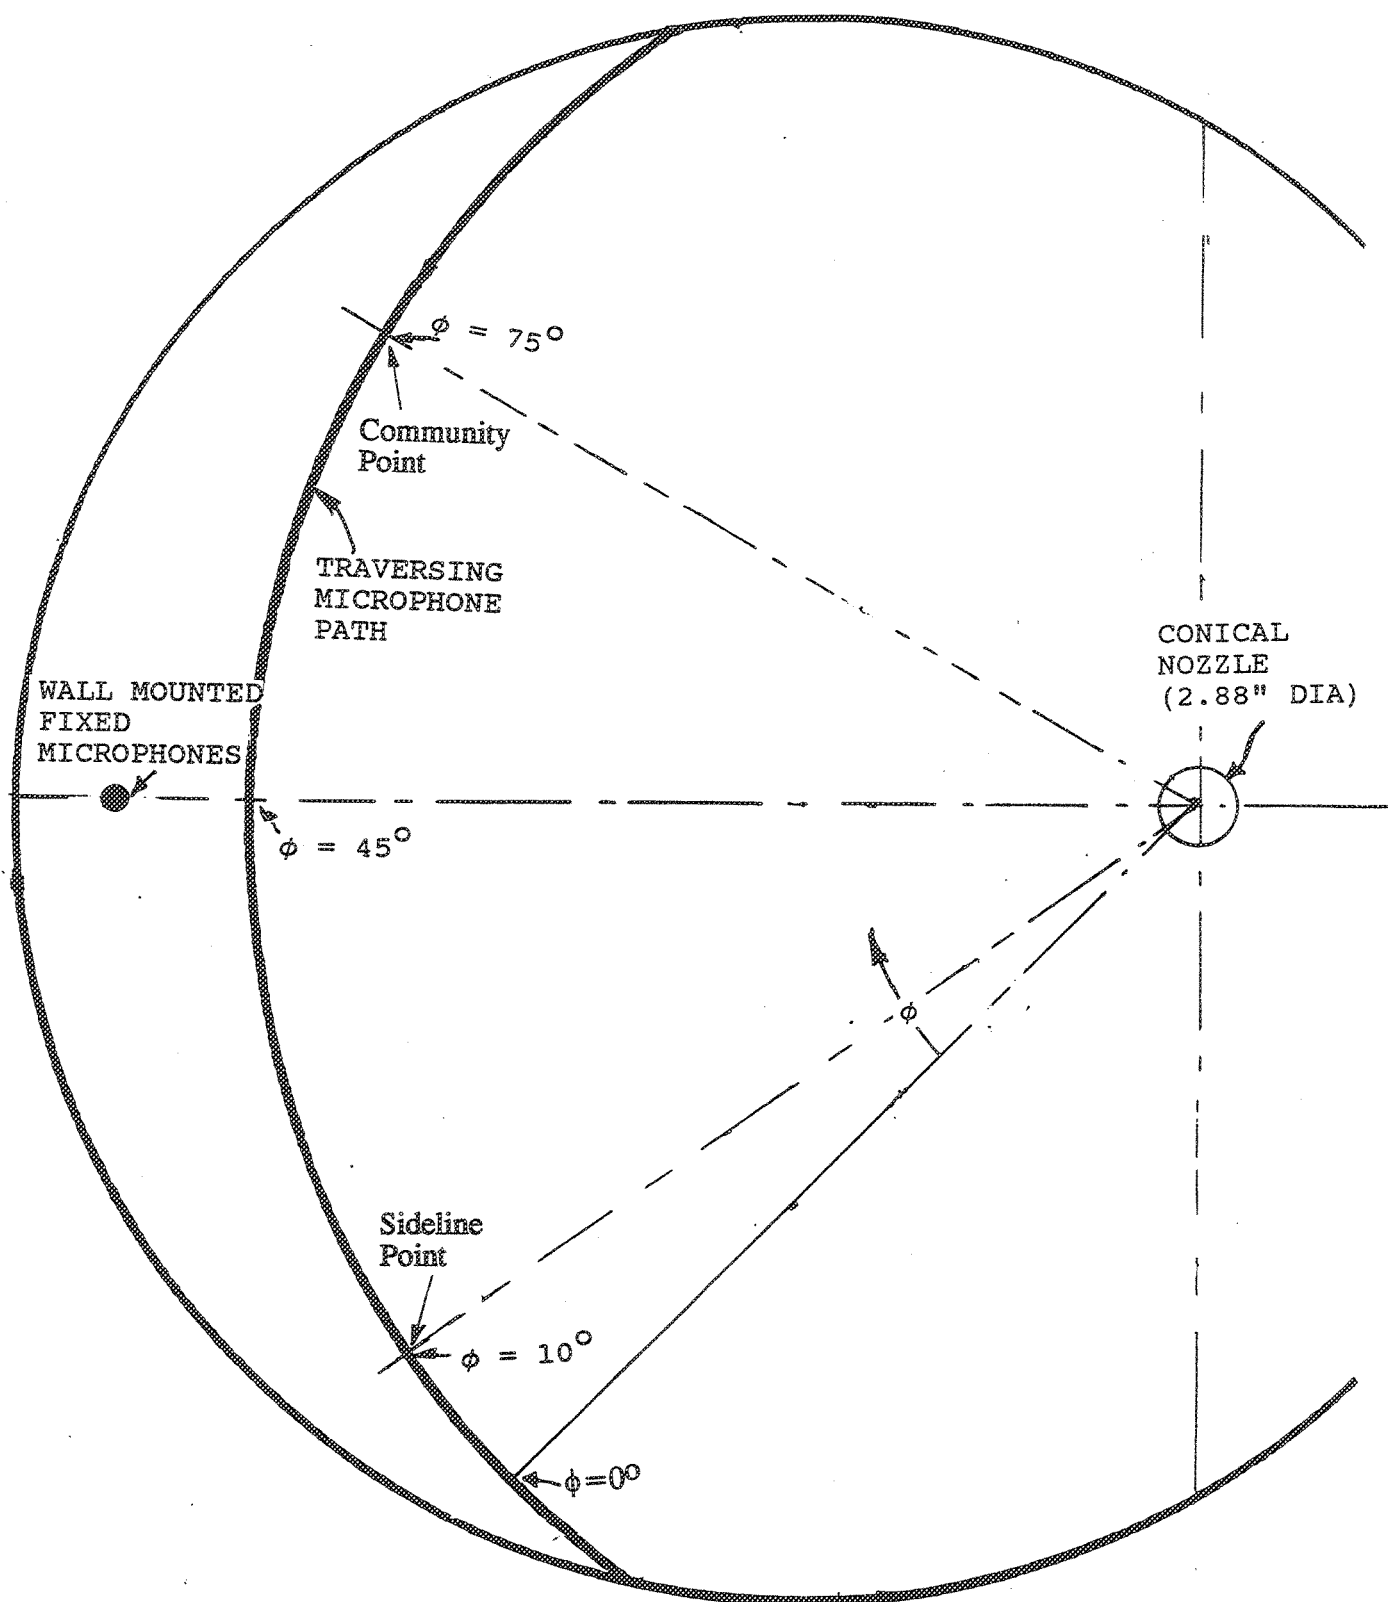 ϕ = 75°
Community
Point
TRAVERSING
MICROPHONE
PATH
CONICAL
NOZZLE
(2.88" DIA)
WALL MOUNTED
FIXED
MICROPHONES
ϕ = 45°
ϕ
Sideline
Point
ϕ = 10°
ϕ=0°